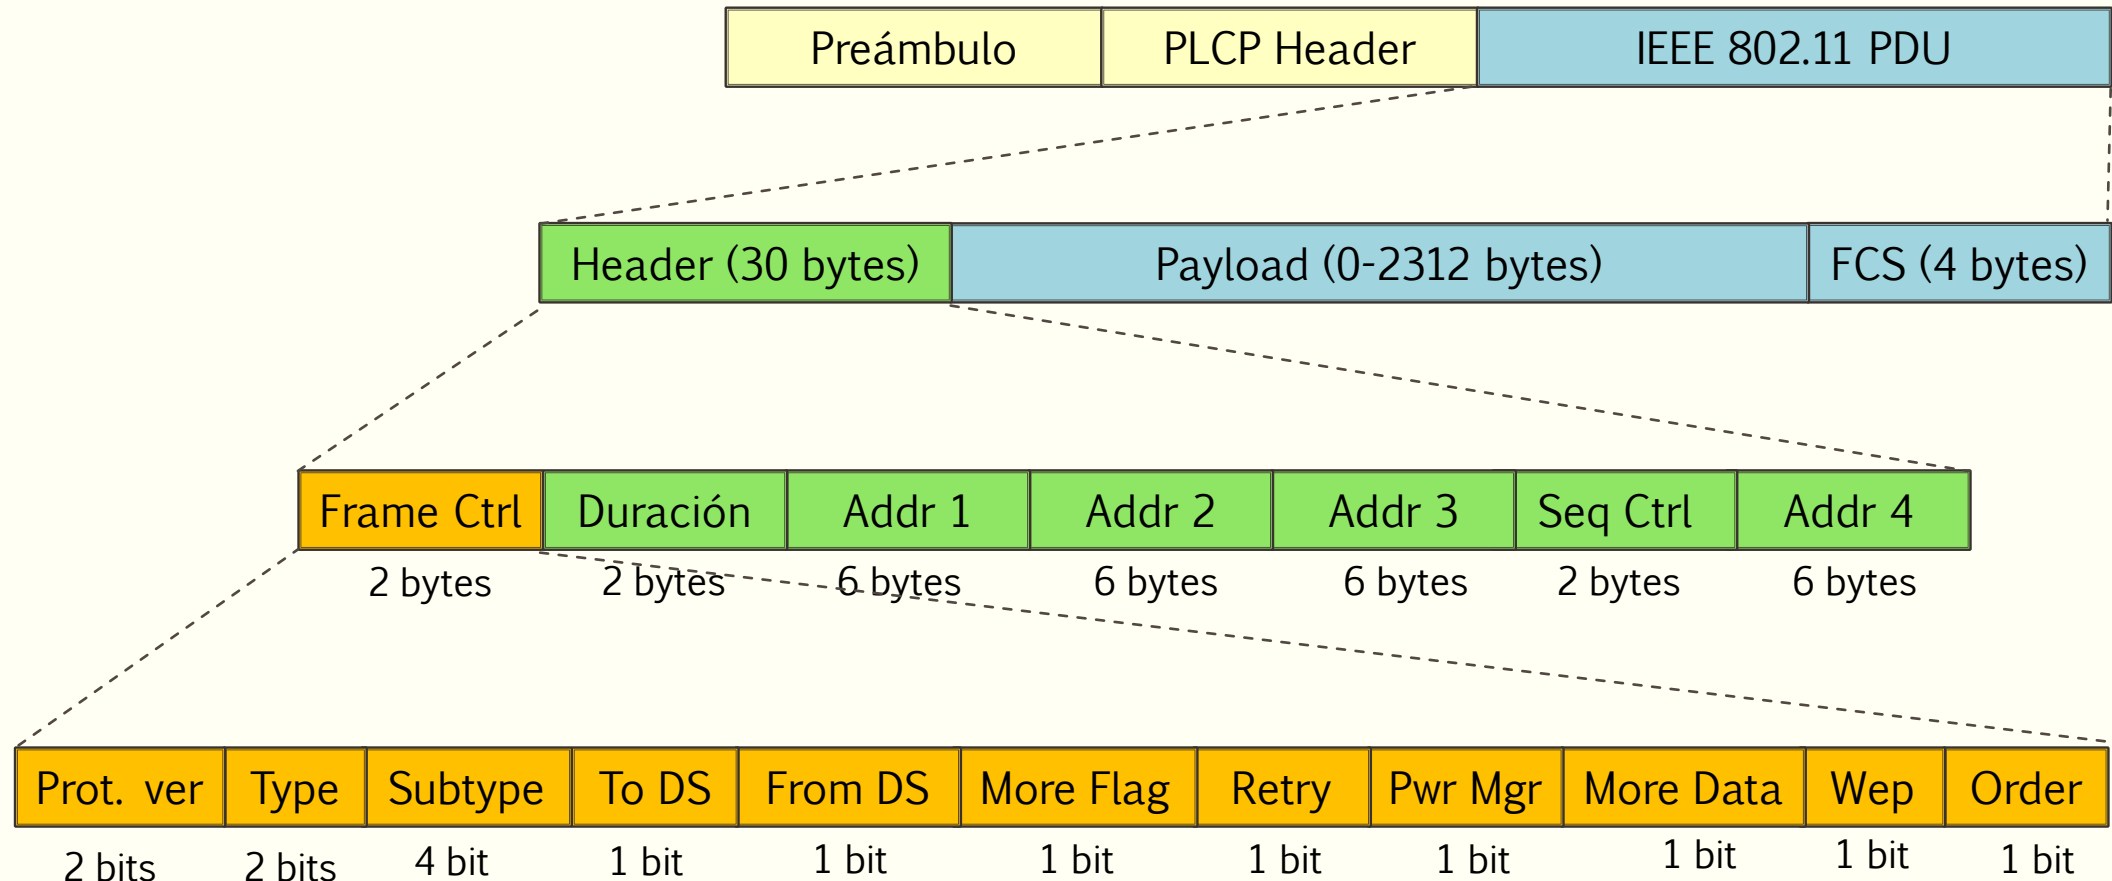 Preámbulo PLCP Header IEEE 802.11 PDU
Header (30 bytes) Payload (0-2312 bytes) FCS (4 bytes)
Frame Ctrl Duración Addr 1 Addr 2 Addr 3 Seq Ctrl Addr 4
2 bytes 2 bytes 6 bytes 6 bytes 6 bytes 2 bytes 6 bytes
Prot. ver Type Subtype To DS From DS More Flag Retry Pwr Mgr More Data Wep Order
2 bits 2 bits 4 bit 1 bit 1 bit 1 bit 1 bit 1 bit 1 bit 1 bit 1 bit